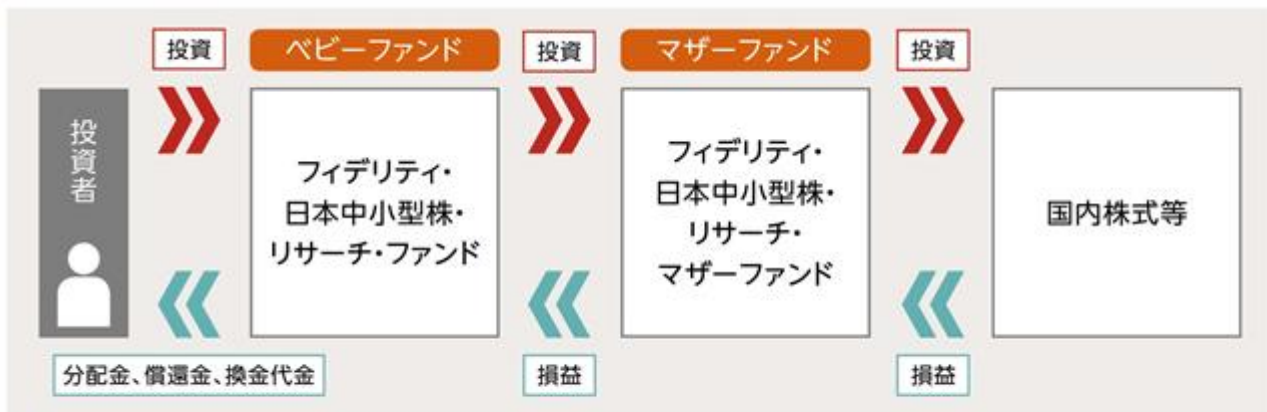 投資
ベビーファンド
投資
マザーファンド
投資
投資者
フィデリティ・
日本中小型株・
リサーチ・ファンド
フィデリティ・
日本中小型株・
リサーチ・
マザーファンド
国内株式等
分配金、償還金、換金代金
損益
損益